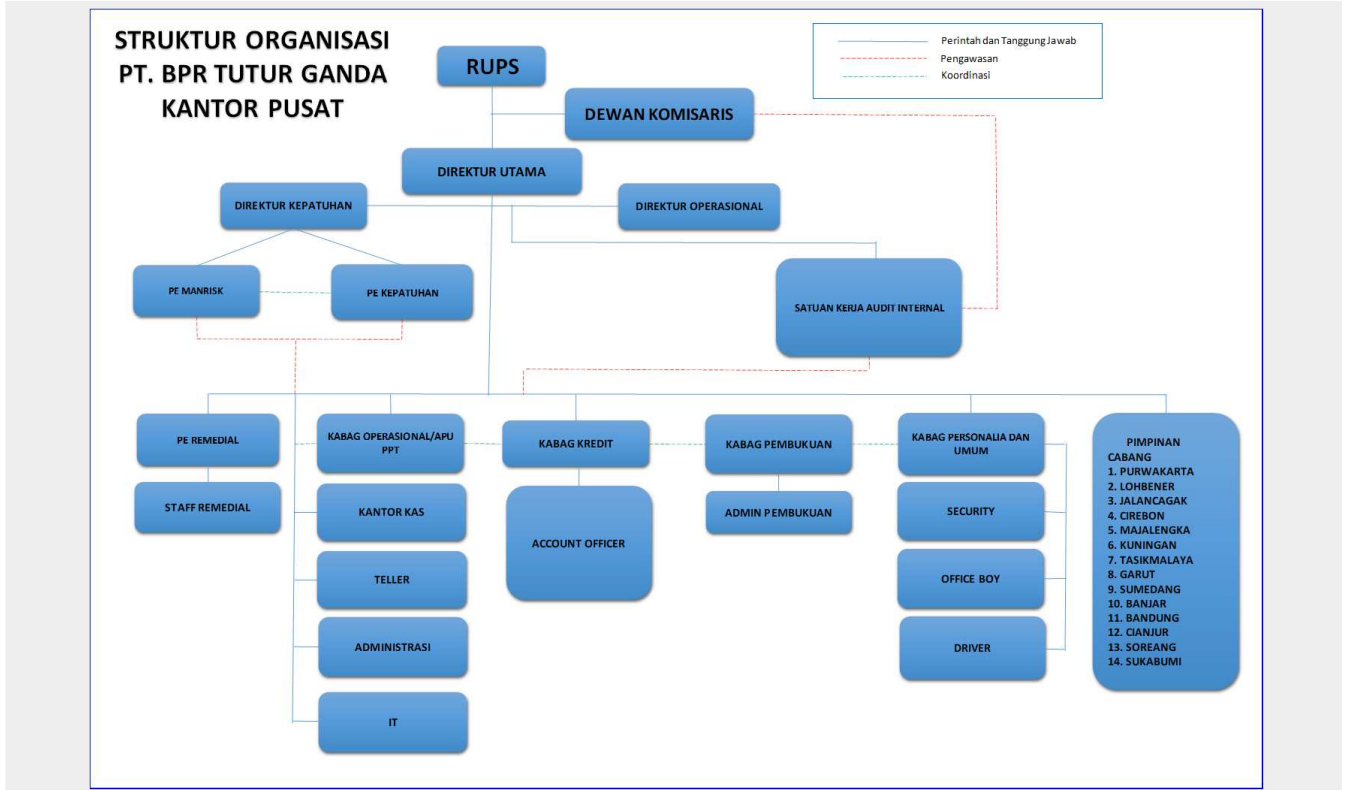 STRUKTUR ORGANISASI
PT. BPR TUTUR GANDA
KANTOR PUSAT
RUPS
Perintah dan Tanggung Jawab
Pengawasan
Koordinasi
DEWAN KOMISARIS
DIREKTUR UTAMA
DIREKTUR KEPATUHAN
DIREKTUR OPERASIONAL
PE MANRISK
PE KEPATUHAN
SATUAN KERJA AUDIT INTERNAL
PE REMEDIAL
KABAG OPERASIONAL/APU
PPT
KABAG KREDIT
KABAG PEMBUKUAN
KABAG PERSONALIA DAN
UMUM
STAFF REMEDIAL
KANTOR KAS
ACCOUNT OFFICER
ADMIN PEMBUKUAN
SECURITY
TELLER
OFFICE BOY
ADMINISTRASI
DRIVER
IT
PIMPINAN
CABANG
1. PURWAKARTA
2. LOHBENER
3. JALANCAGAK
4. CIREBON
5. MAJALENGKA
6. KUNINGAN
7. TASIKMALAYA
8. GARUT
9. SUMEDANG
10. BANJAR
11. BANDUNG
12. CIANJUR
13. SOREANG
14. SUKABUMI